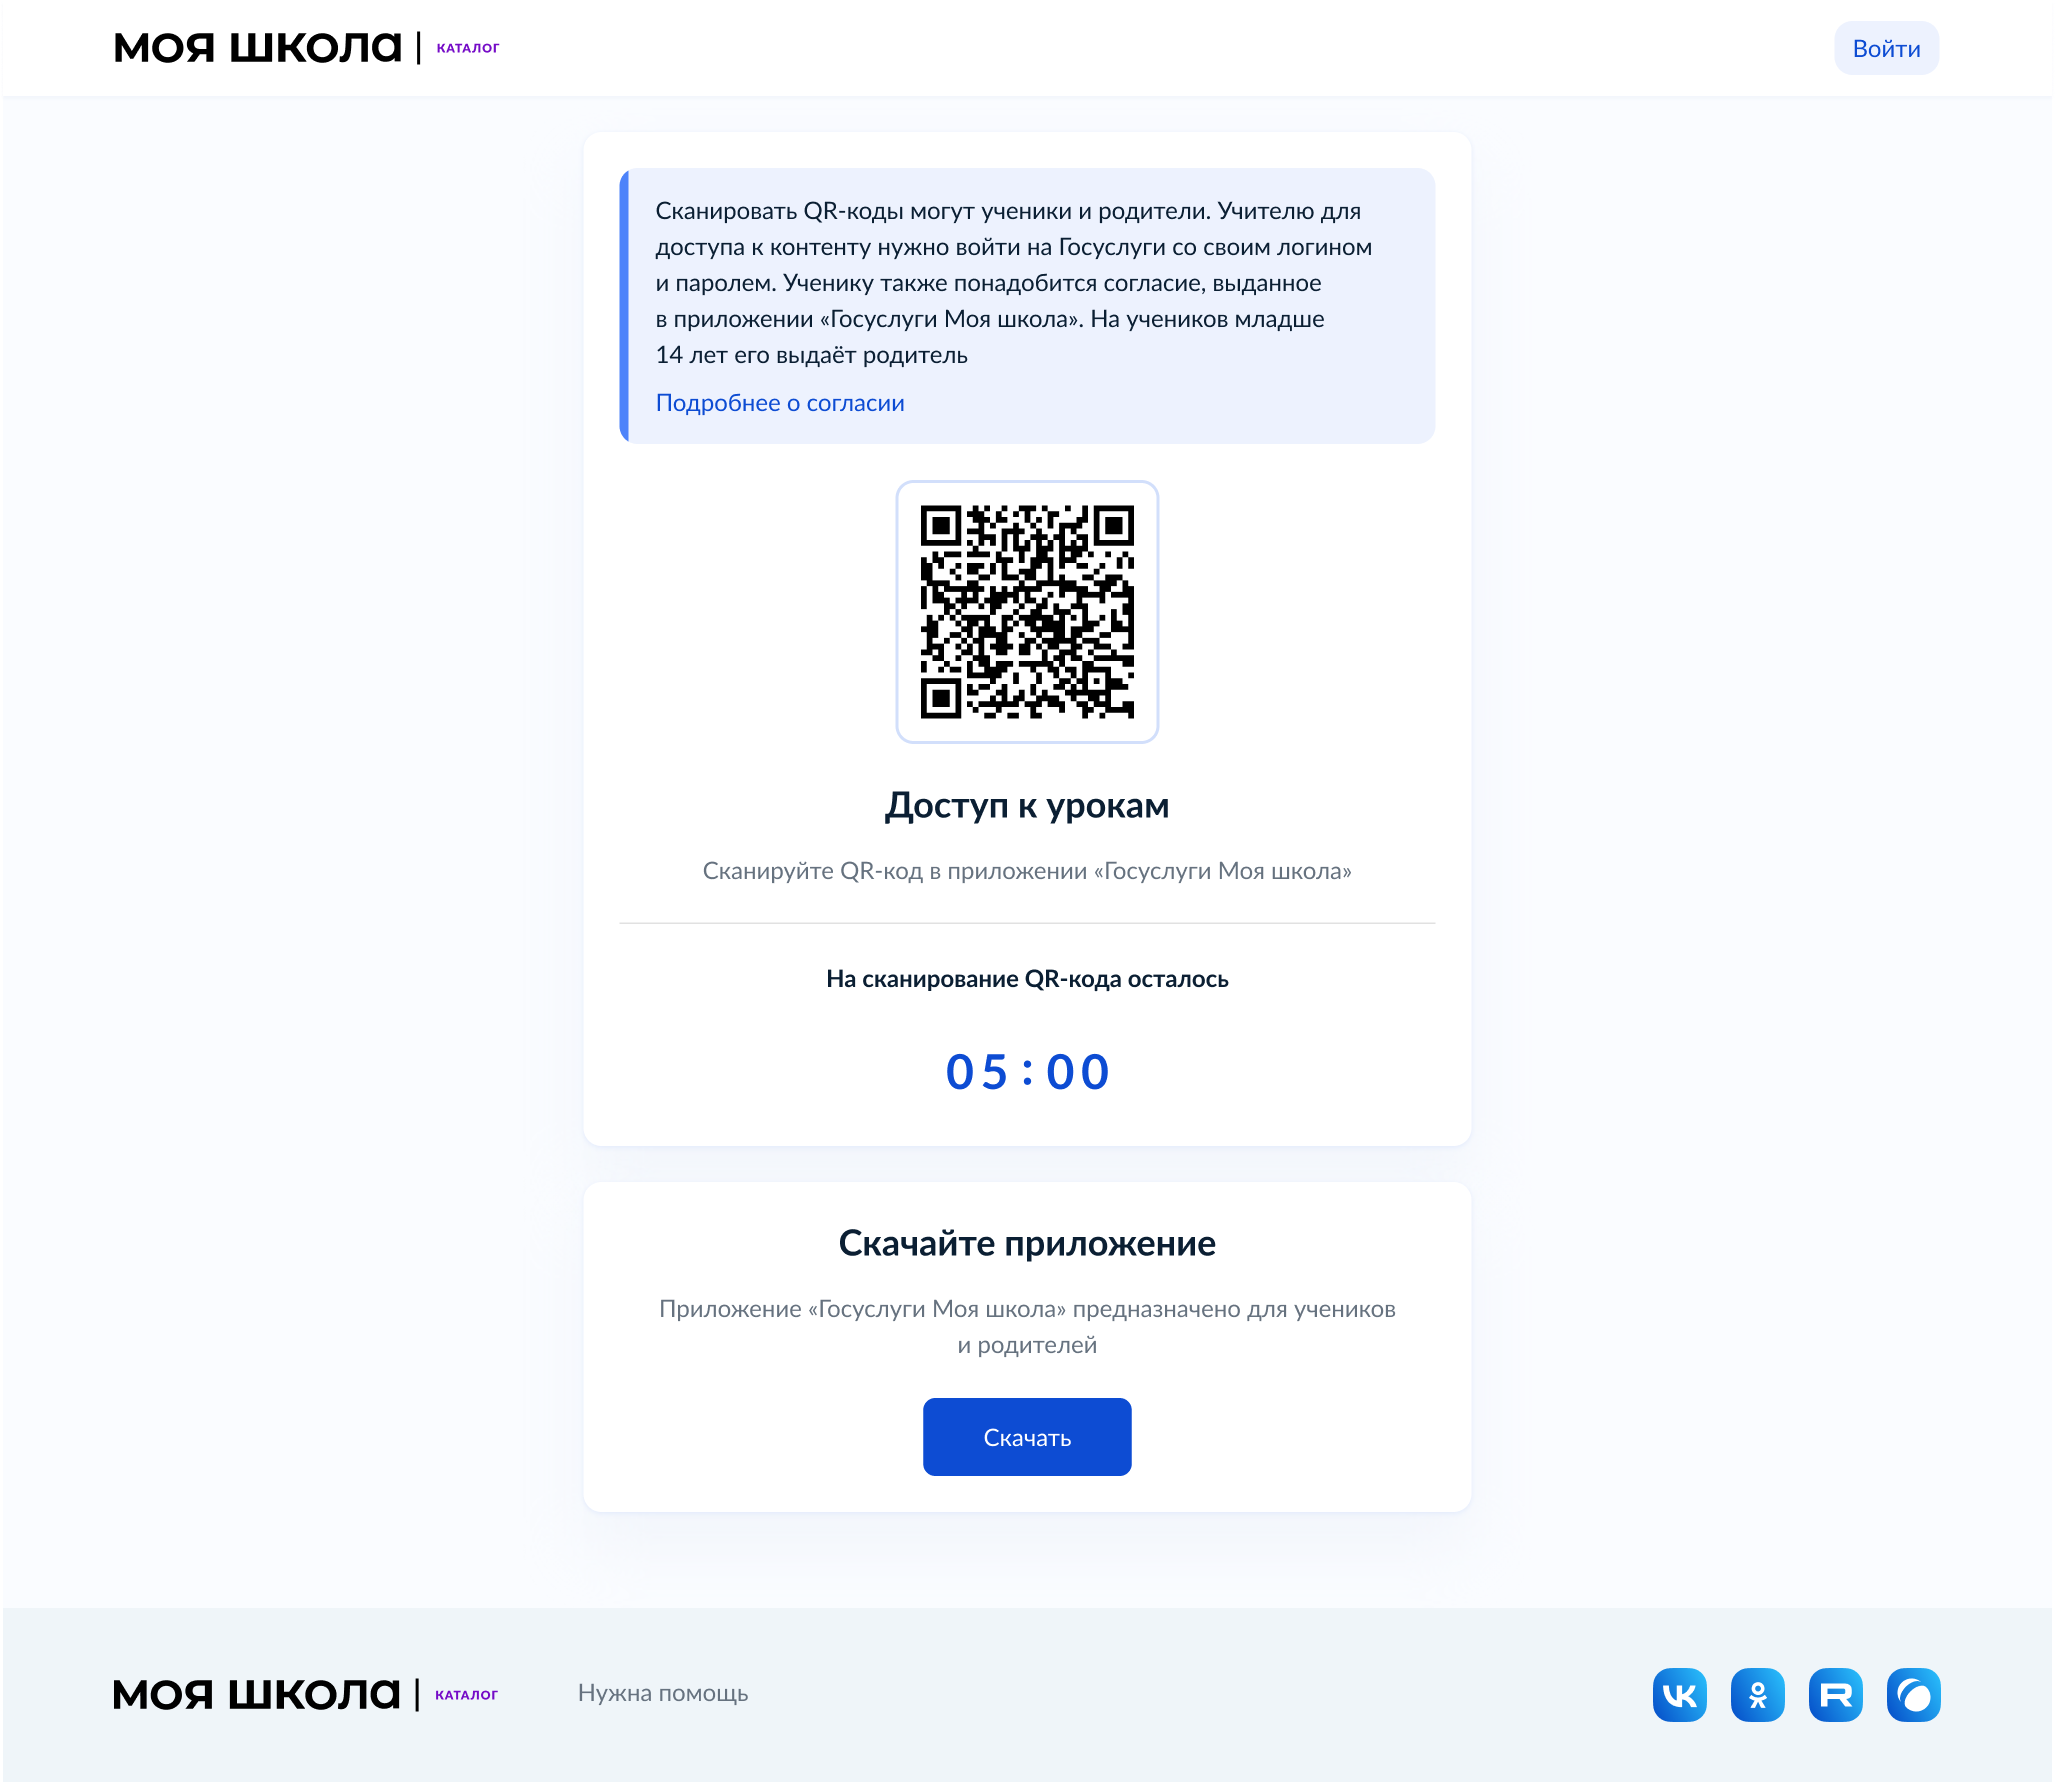 моя школа | КАТАЛОГ
Войти
Сканировать QR-коды могут ученики и родители. Учителю для
доступа к контенту нужно войти на Госуслуги со своим логином
и паролем. Ученику также понадобится согласие, выданное
в приложении «Госуслуги Моя школа». На учеников младше
14 лет его выдаёт родитель
Подробнее о согласии
Доступ к урокам
Сканируйте QR-код в приложении «Госуслуги Моя школа»
На сканирование QR-кода осталось
05:00
Скачайте приложение
Приложение «Госуслуги Моя школа» предназначено для учеников
и родителей
Скачать
моя школа | КАТАЛОГ
Нужна помощь